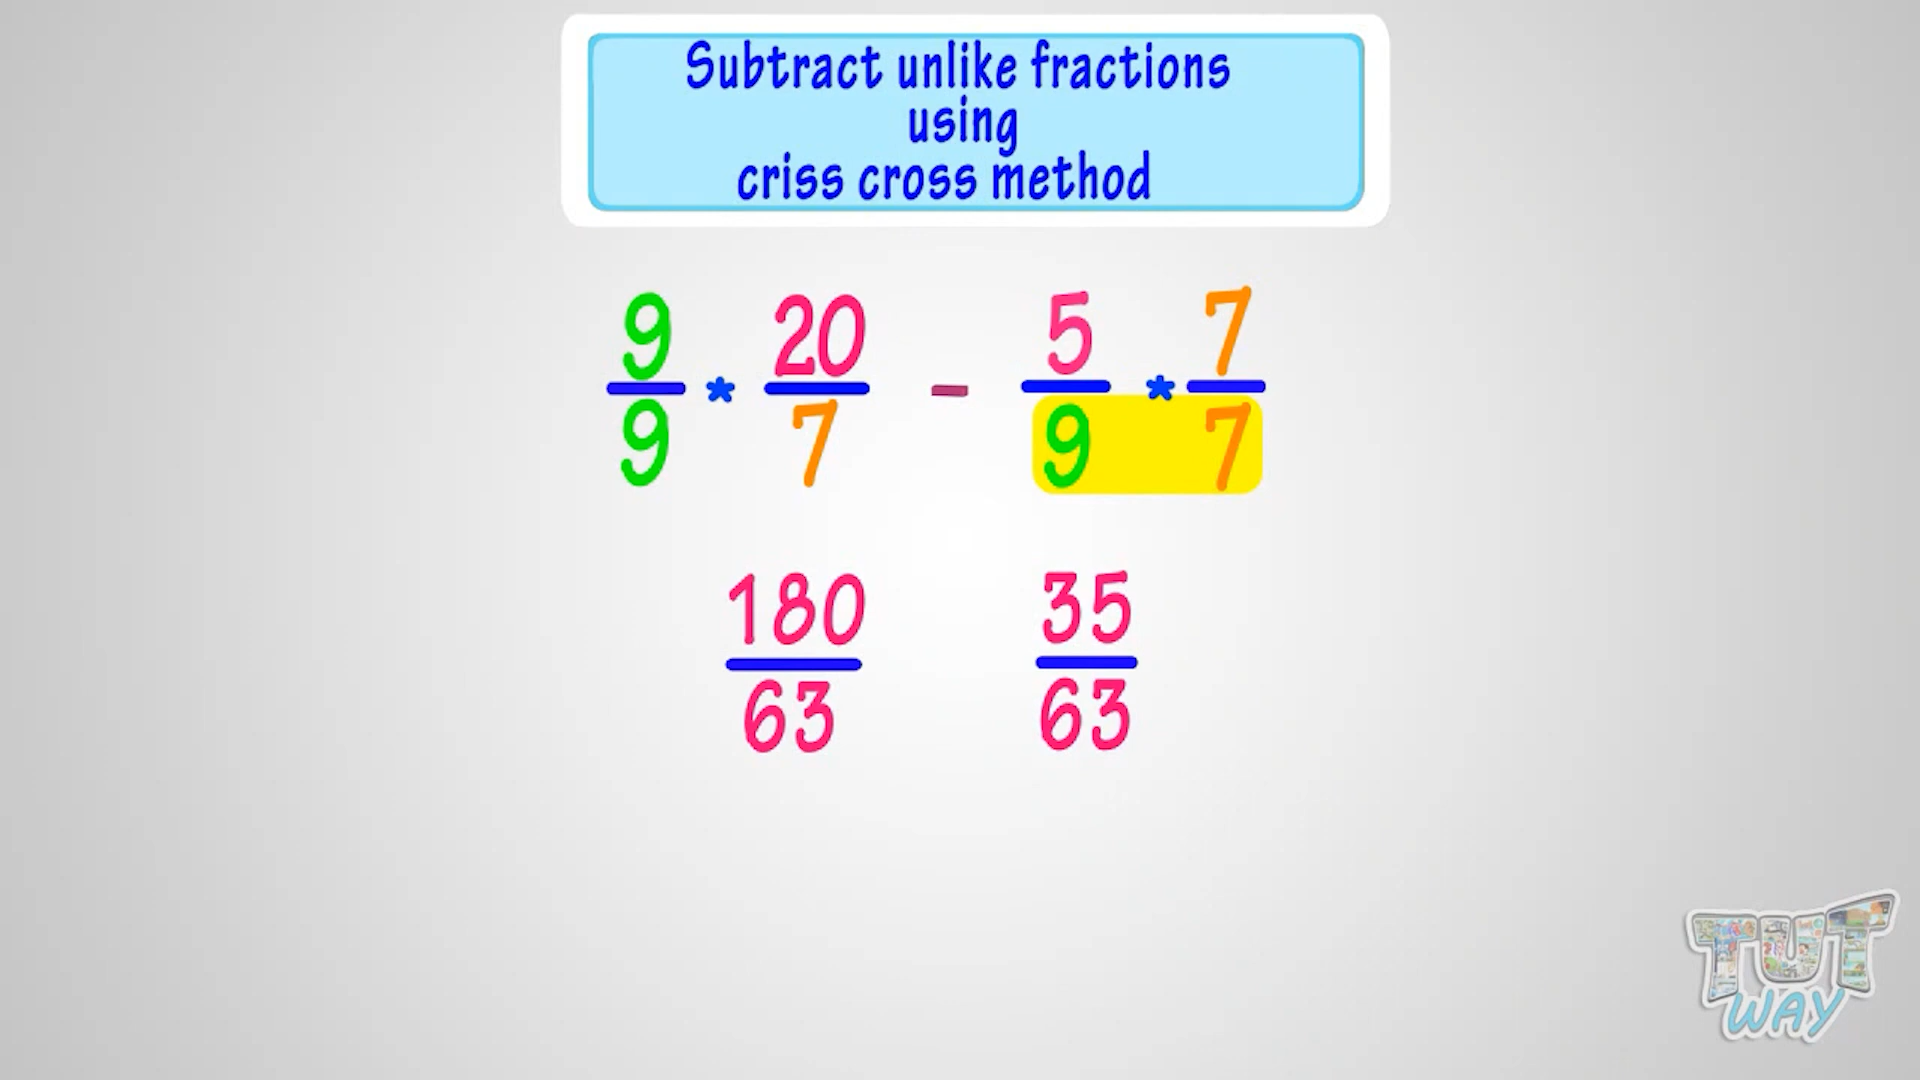 Subtract unlike fractions
using
criss cross method
9 20 5 7
* - *
9 7 9 7
180 35
63 63
TUT
WAY